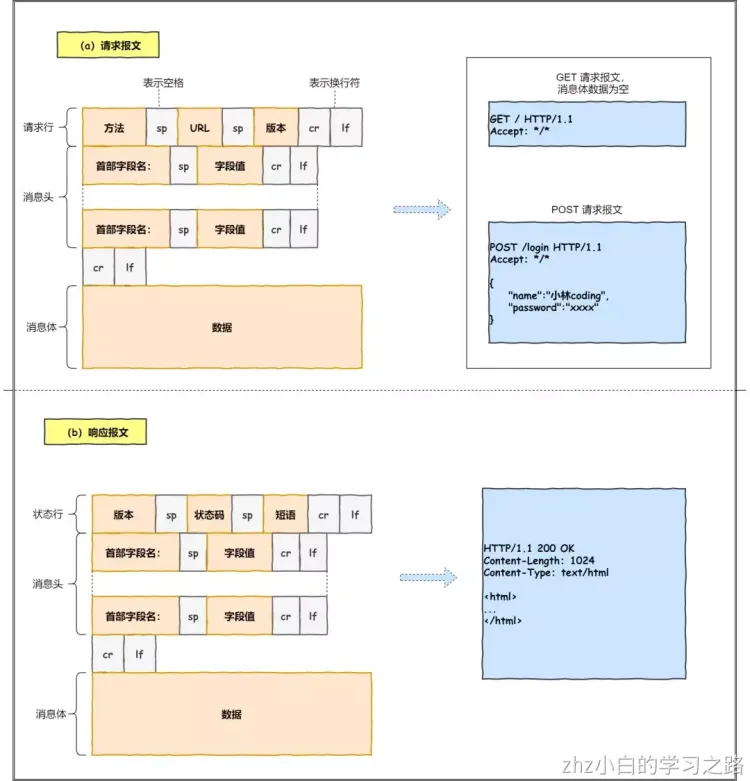 (a) 请求报文
表示空格
表示换行符
请求行
方法 sp URL sp 版本 cr lf
消息头
首部字段名: sp 字段值 cr lf
首部字段名: sp 字段值 cr lf
cr lf
消息体
数据
GET 请求报文,
消息体数据为空
GET / HTTP/1.1
Accept: */*
POST 请求报文
POST /login HTTP/1.1
Accept: */*
{
"name":"小林coding",
"password":"xxxx"
}
(b) 响应报文
状态行
版本 sp 状态码 sp 短语 cr lf
消息头
首部字段名: sp 字段值 cr lf
首部字段名: sp 字段值 cr lf
cr lf
消息体
数据
HTTP/1.1 200 OK
Content-Length: 1024
Content-Type: text/html
<html>
...
</html>
zhz小白的学习之路